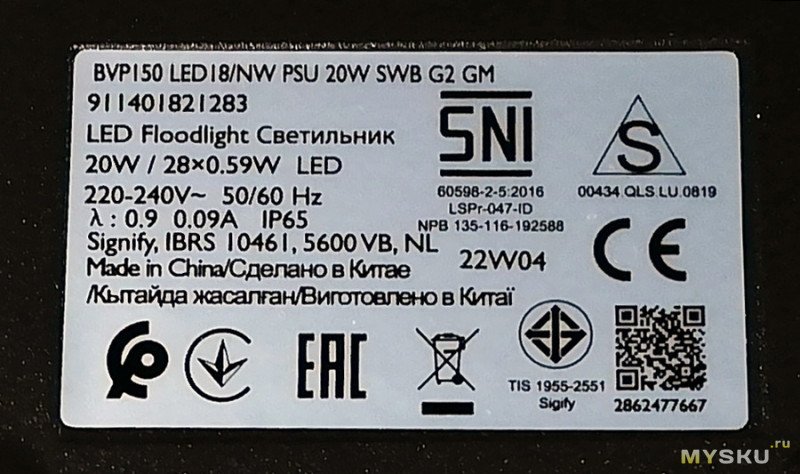 BVP150 LED18/NW PSU 20W SWB G2 GM
911401821283
LED Floodlight Светильник
20W / 28×0.59W LED
220-240V~ 50/60 Hz
λ : 0.9 0.09A IP65
Signify, IBRS 10461, 5600 VB, NL
Made in China/Сделано в Китае
/Кытайда жасалған/Виготовлено в Китаї
SNI
60598-2-5:2016
LSPr-047-ID
NPB 135-116-192588
22W04
S
00434 QLS.LU.0819
CE
EAC
TIS 1955-2551
Sigify
2862477667
MYSKU.ru